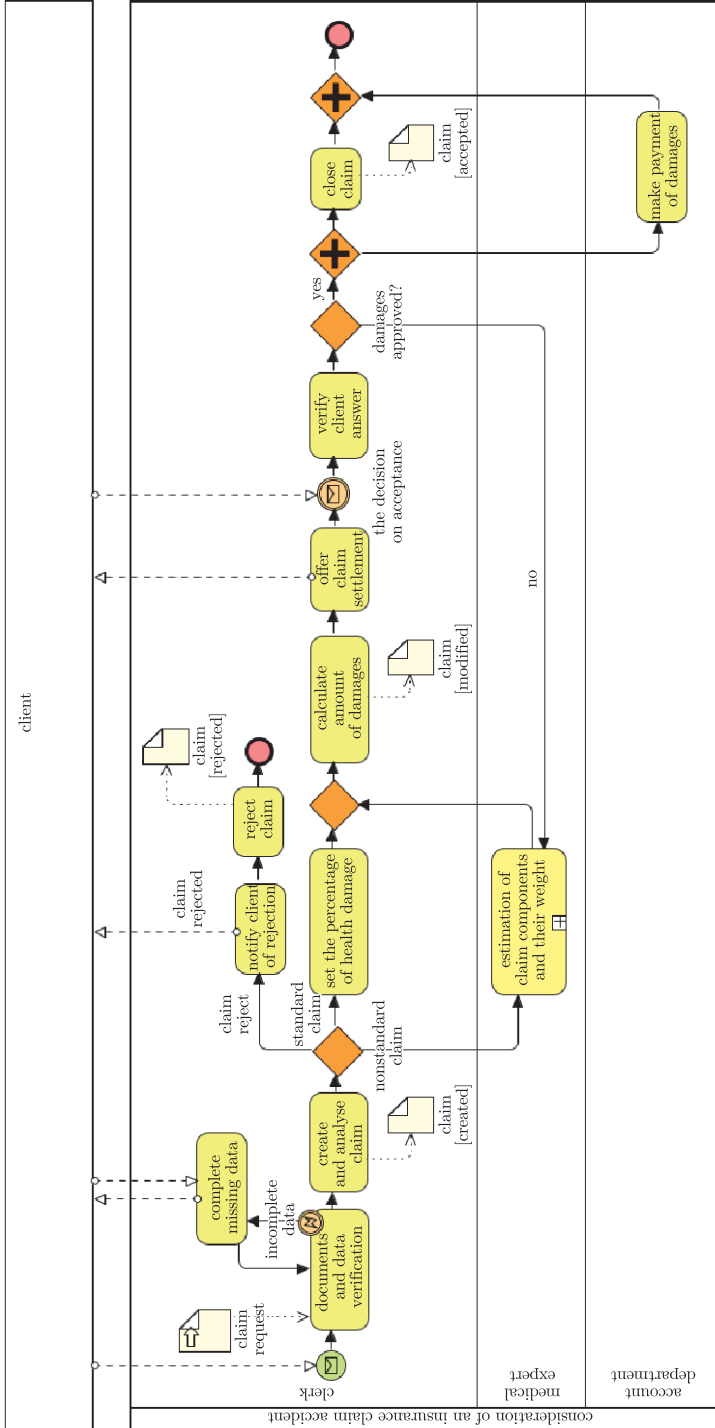 client
consideration of an insurance claim accident
clerk
medical
expert
account
department
claim
request
documents
and data
verification
incomplete
data
complete
missing data
create
and analyse
claim
claim
[created]
claim
reject
standard
claim
nonstandard
claim
notify client
of rejection
claim
rejected
reject
claim
claim
[rejected]
set the percentage
of health damage
estimation of
claim components
and their weight
calculate
amount
of damages
claim
[modified]
offer
claim
settlement
the decision
on acceptance
verify
client
answer
damages
approved?
yes
no
close
claim
claim
[accepted]
make payment
of damages